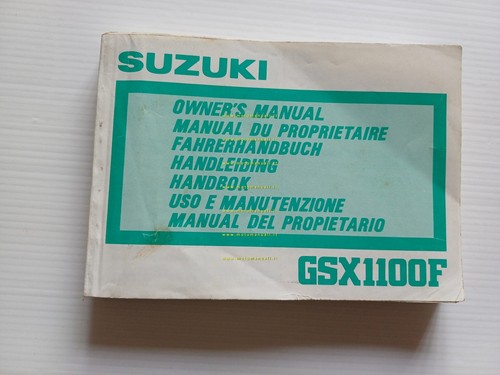 SUZUKI
OWNER'S MANUAL
MANUAL DU PROPRIETAIRE
FAHRERHANDBUCH
HANDLEIDING
HANDBOK
USO E MANUTENZIONE
MANUAL DEL PROPIETARIO
GSX1100F